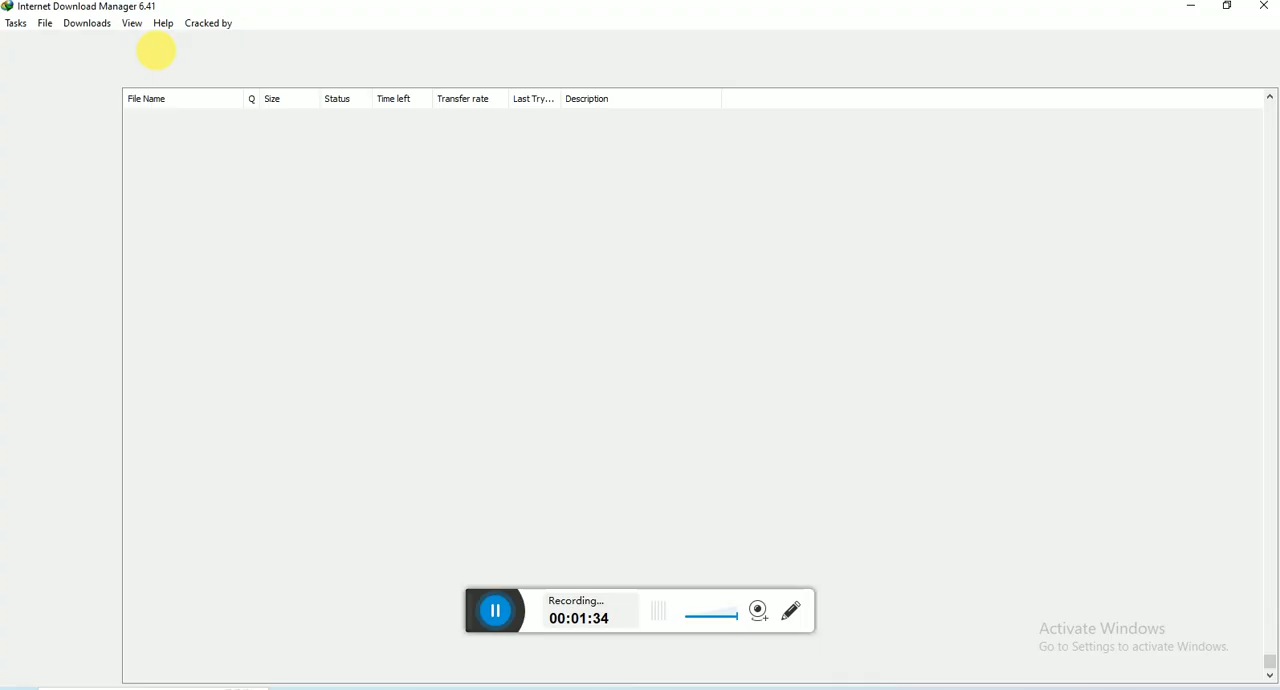 Internet Download Manager 6.41
Tasks File Downloads View Help Cracked by
File Name Q Size Status Time left Transfer rate Last Try... Description
Recording...
00:01:34
Activate Windows
Go to Settings to activate Windows.